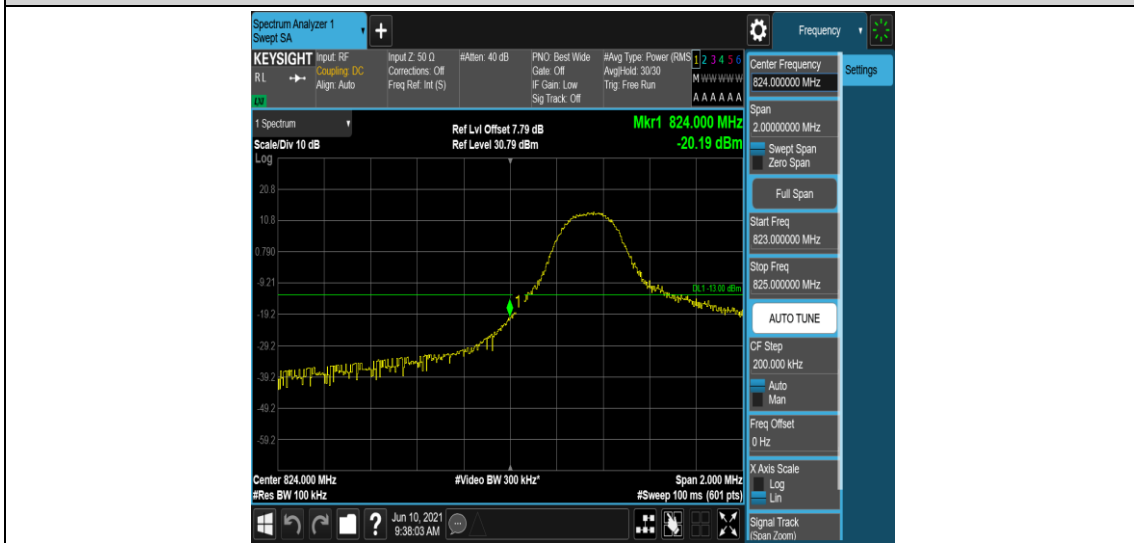 Spectrum Analyzer 1
Swept SA
+
Frequency
KEYSIGHT
RL
Input: RF
Coupling: DC
Align: Auto
Input Z: 50 Ω
Corrections: Off
Freq Ref: Int (S)
#Atten: 40 dB
PNO: Best Wide
Gate: Off
IF Gain: Low
Sig Track: Off
#Avg Type: Power (RMS
Avg|Hold: 30/30
Trig: Free Run
1 2 3 4 5 6
M W W W W W
A A A A A A
1 Spectrum
Scale/Div 10 dB
Log
Ref Lvl Offset 7.79 dB
Ref Level 30.79 dBm
Mkr1 824.000 MHz
-20.19 dBm
20.8
10.8
0.790
-9.21
-19.2
-29.2
-39.2
-49.2
-59.2
DL1 -13.00 dBm
1
Center 824.000 MHz
#Res BW 100 kHz
#Video BW 300 kHz*
Span 2.000 MHz
#Sweep 100 ms (601 pts)
?
Jun 10, 2021
9:38:03 AM
Center Frequency
824.000000 MHz
Settings
Span
2.00000000 MHz
Swept Span
Zero Span
Full Span
Start Freq
823.000000 MHz
Stop Freq
825.000000 MHz
AUTO TUNE
CF Step
200.000 kHz
Auto
Man
Freq Offset
0 Hz
X Axis Scale
Log
Lin
Signal Track
(Span Zoom)